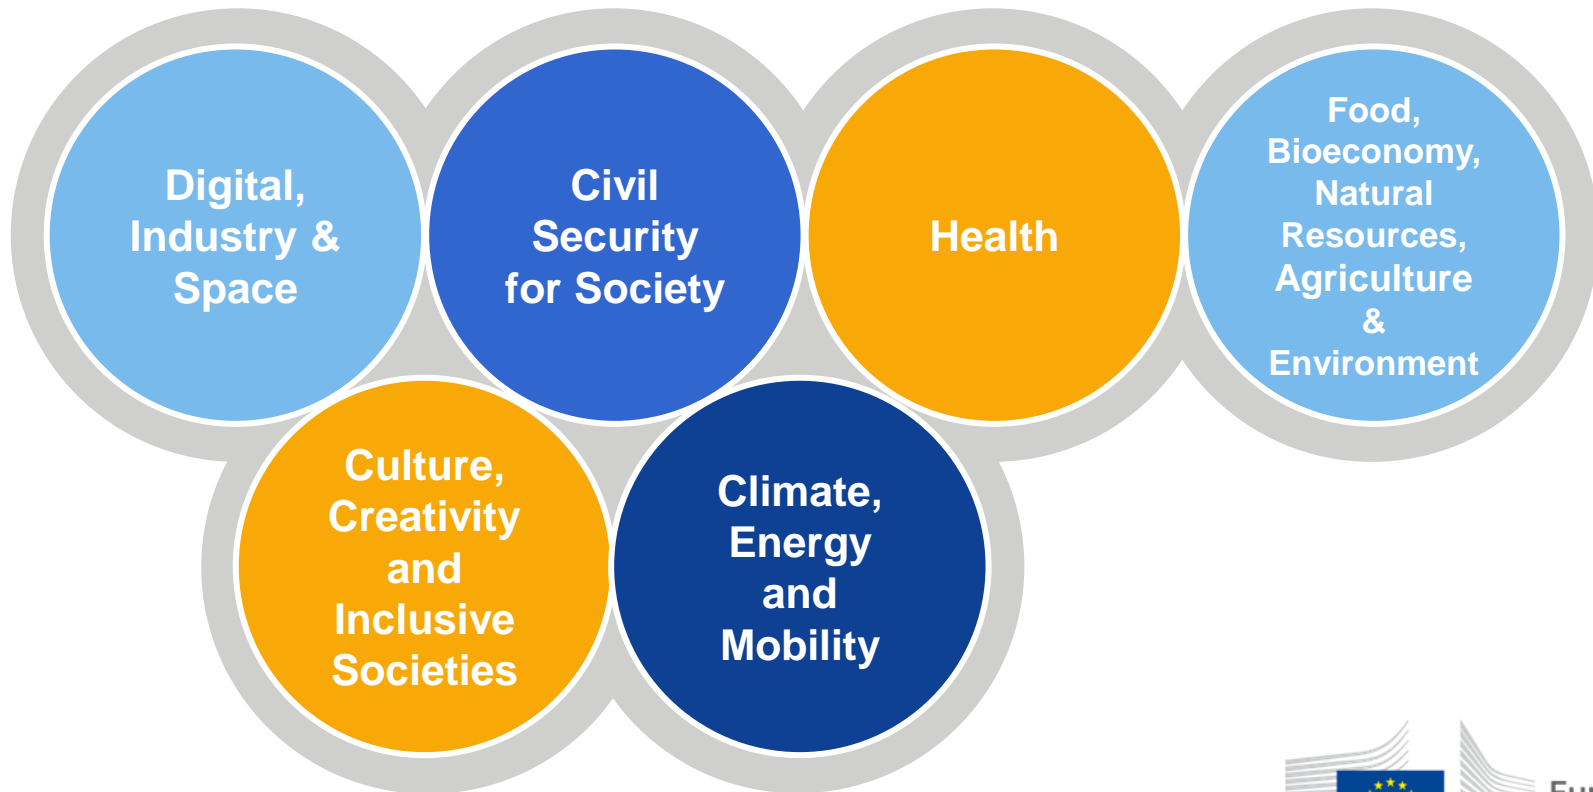 Digital,
Industry &
Space
Civil
Security
for Society
Health
Food,
Bioeconomy,
Natural
Resources,
Agriculture
&
Environment
Culture,
Creativity
and
Inclusive
Societies
Climate,
Energy
and
Mobility